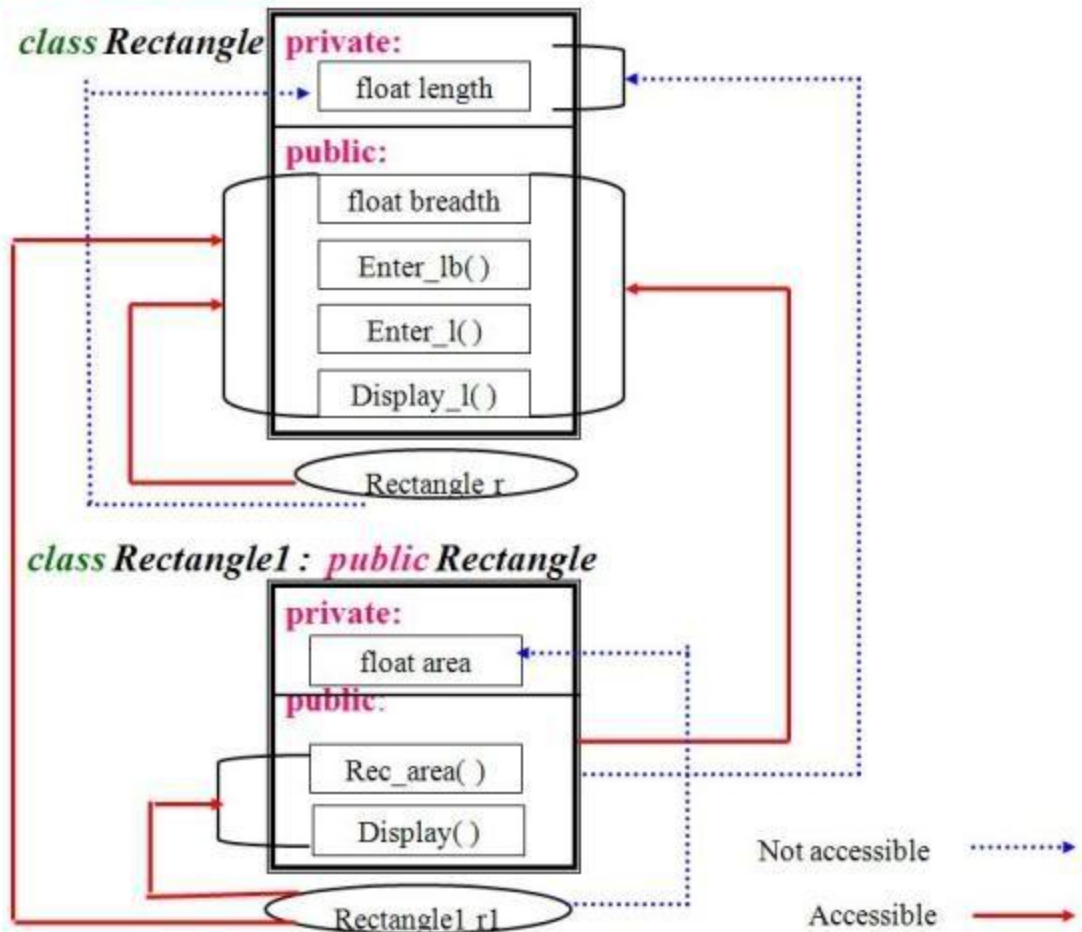 class Rectangle
private:
float length
public:
float breadth
Enter_lb( )
Enter_l( )
Display_l( )
Rectangle r
class Rectangle1 : public Rectangle
private:
float area
public:
Rec_area( )
Display( )
Rectangle1 r1
Not accessible
Accessible